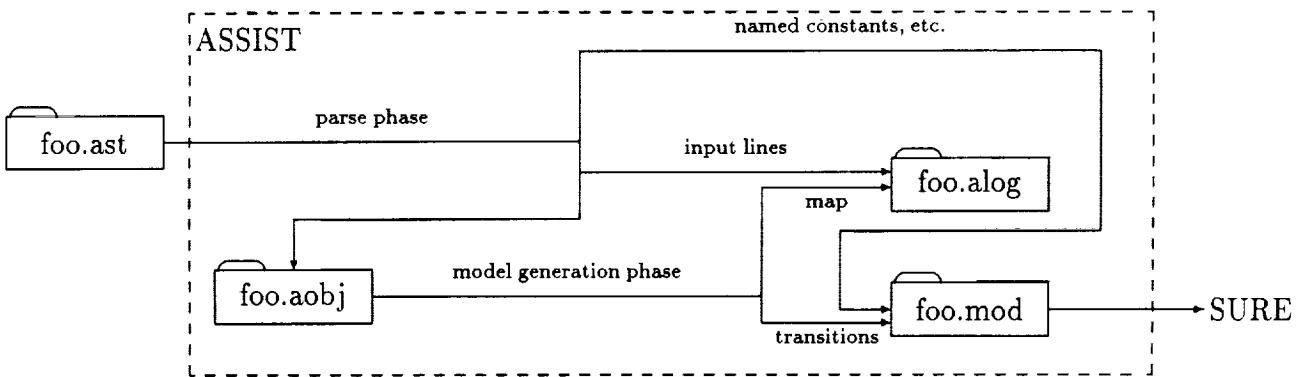 named constants, etc.
ASSIST
parse phase
foo.ast
input lines
foo.alog
map
model generation phase
foo.aobj
foo.mod
SURE
transitions